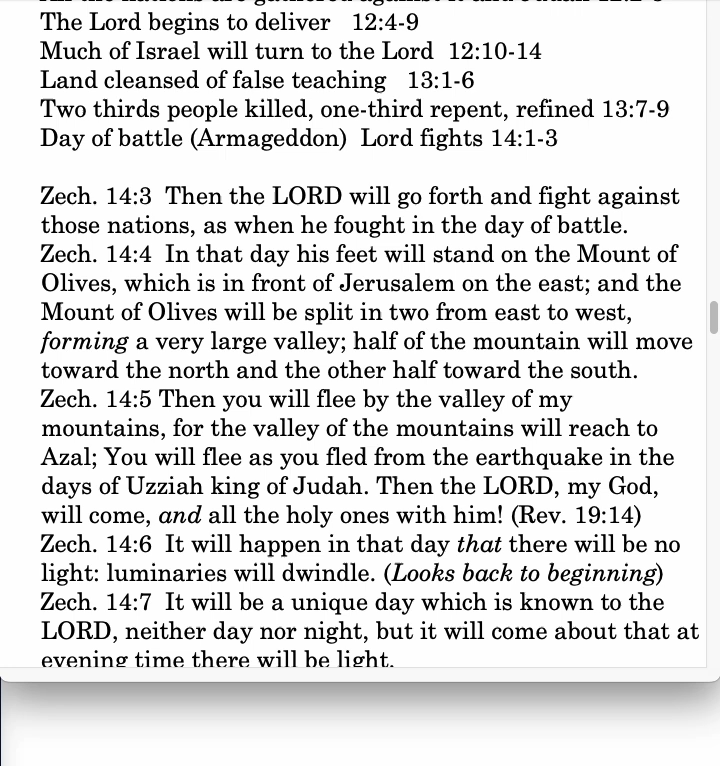 The Lord begins to deliver 12:4-9
Much of Israel will turn to the Lord 12:10-14
Land cleansed of false teaching 13:1-6
Two thirds people killed, one-third repent, refined 13:7-9
Day of battle (Armageddon) Lord fights 14:1-3
Zech. 14:3 Then the LORD will go forth and fight against
those nations, as when he fought in the day of battle.
Zech. 14:4 In that day his feet will stand on the Mount of
Olives, which is in front of Jerusalem on the east; and the
Mount of Olives will be split in two from east to west,
forming a very large valley; half of the mountain will move
toward the north and the other half toward the south.
Zech. 14:5 Then you will flee by the valley of my
mountains, for the valley of the mountains will reach to
Azal; You will flee as you fled from the earthquake in the
days of Uzziah king of Judah. Then the LORD, my God,
will come, and all the holy ones with him! (Rev. 19:14)
Zech. 14:6 It will happen in that day that there will be no
light: luminaries will dwindle. (Looks back to beginning)
Zech. 14:7 It will be a unique day which is known to the
LORD, neither day nor night, but it will come about that at
evening time there will be light.